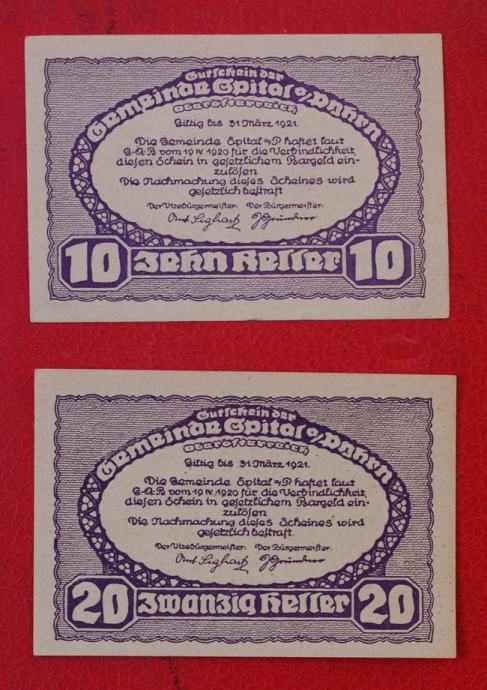 Gutschein der
Gemeinde Spital a/Pyhrn
Oberösterreich
Giltig bis 31 März 1921.
Die Gemeinde Spital a/P haftet laut
G-A-B vom 19 IV. 1920 für die Verbindlichkeit,
diesen Schein in gesetzlichem Bargeld ein-
zulösen
Die Nachmachung dieses Scheines wird
gesetzlich bestraft
Der Vizebürgermeister: Der Bürgermeister:
10 Zehn Heller 10
Gutschein der
Gemeinde Spital a/Pyhrn
Oberösterreich
Giltig bis 31 März 1921.
Die Gemeinde Spital a/P haftet laut
G-A-B vom 19 IV. 1920 für die Verbindlichkeit,
diesen Schein in gesetzlichem Bargeld ein-
zulösen
Die Nachmachung dieses Scheines wird
gesetzlich bestraft.
Der Vizebürgermeister: Der Bürgermeister:
20 Zwanzig Heller 20